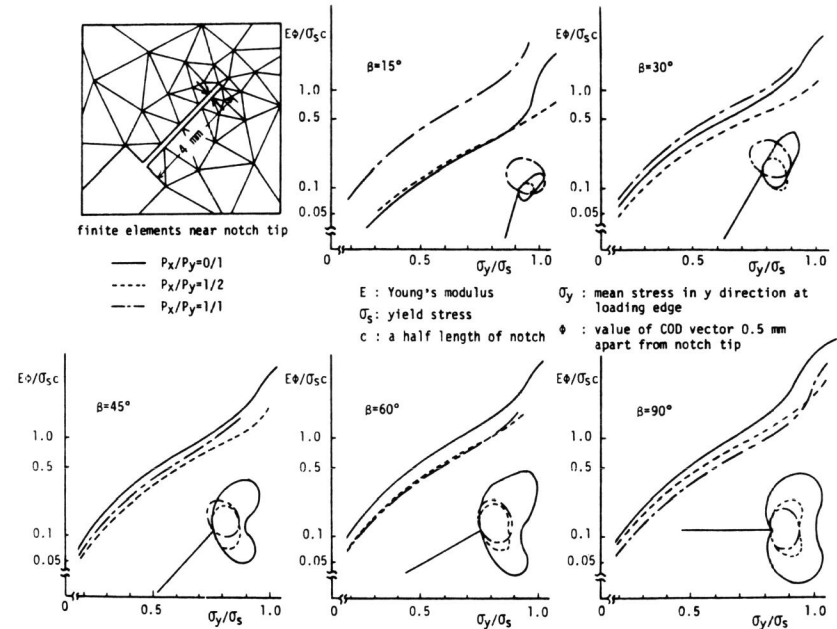 4 mm
finite elements near notch tip
Px/Py=0/1
Px/Py=1/2
Px/Py=1/1
EΦ/σsc
β=15°
1.0
0.5
0.1
0.05
0
0.5
1.0
σy/σs
EΦ/σsc
β=30°
1.0
0.5
0.1
0.05
0
0.5
1.0
σy/σs
E : Young's modulus
σs: yield stress
c : a half length of notch
σy : mean stress in y direction at
loading edge
Φ : value of COD vector 0.5 mm
apart from notch tip
EΦ/σsc
β=45°
1.0
0.5
0.1
0.05
0
0.5
1.0
σy/σs
EΦ/σsc
β=60°
1.0
0.5
0.1
0.05
0
0.5
1.0
σy/σs
EΦ/σsc
β=90°
1.0
0.5
0.1
0.05
0
0.5
1.0
σy/σs